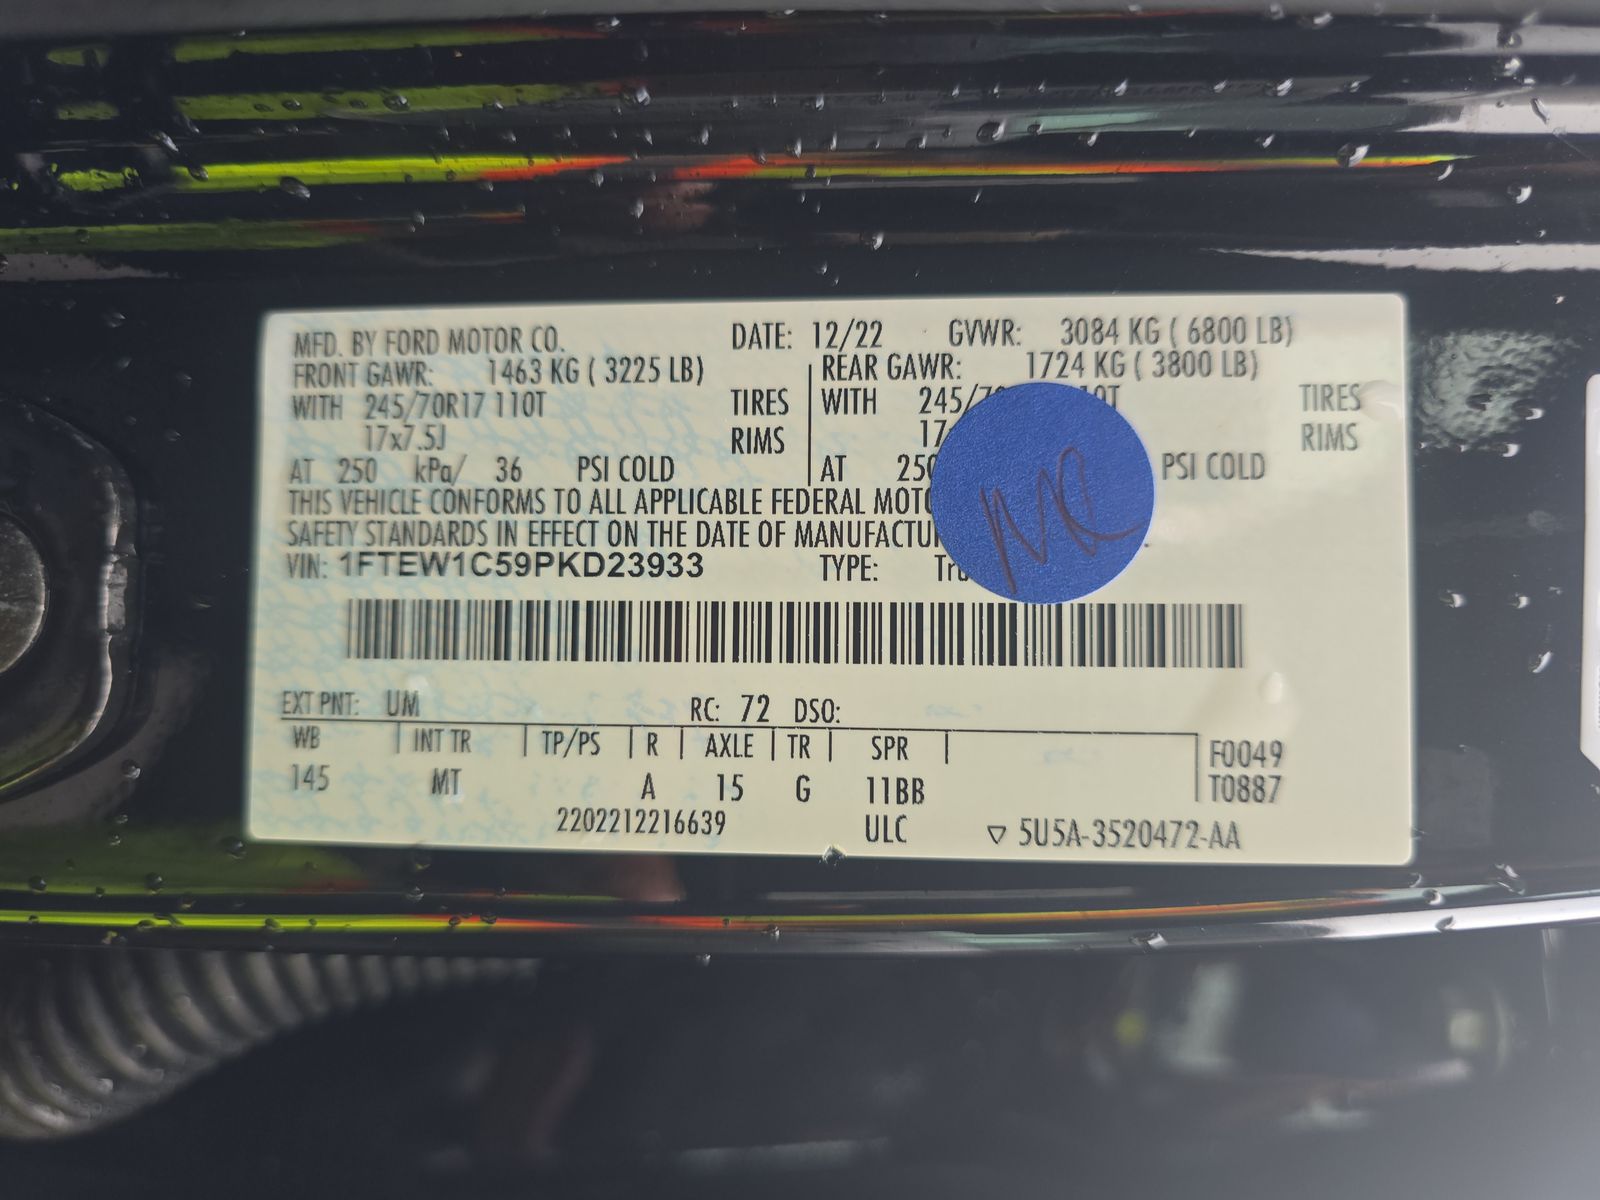 MFD. BY FORD MOTOR CO. DATE: 12/22 GVWR: 3084 KG ( 6800 LB)
FRONT GAWR: 1463 KG ( 3225 LB) REAR GAWR: 1724 KG ( 3800 LB)
WITH 245/70R17 110T TIRES WITH 245/ TIRES
17x7.5J RIMS 17 RIMS
AT 250 kPa/ 36 PSI COLD AT 250 PSI COLD
THIS VEHICLE CONFORMS TO ALL APPLICABLE FEDERAL
SAFETY STANDARDS IN EFFECT ON THE DATE OF
VIN: 1FTEW1C59PKD23933 TYPE:
EXT PNT: UM RC: 72 DSO:
WB INT TR TP/PS R AXLE TR SPR F0049
145 MT A 15 G 11BB T0887
2202212216639 ULC ▽ 5U5A-3520472-AA